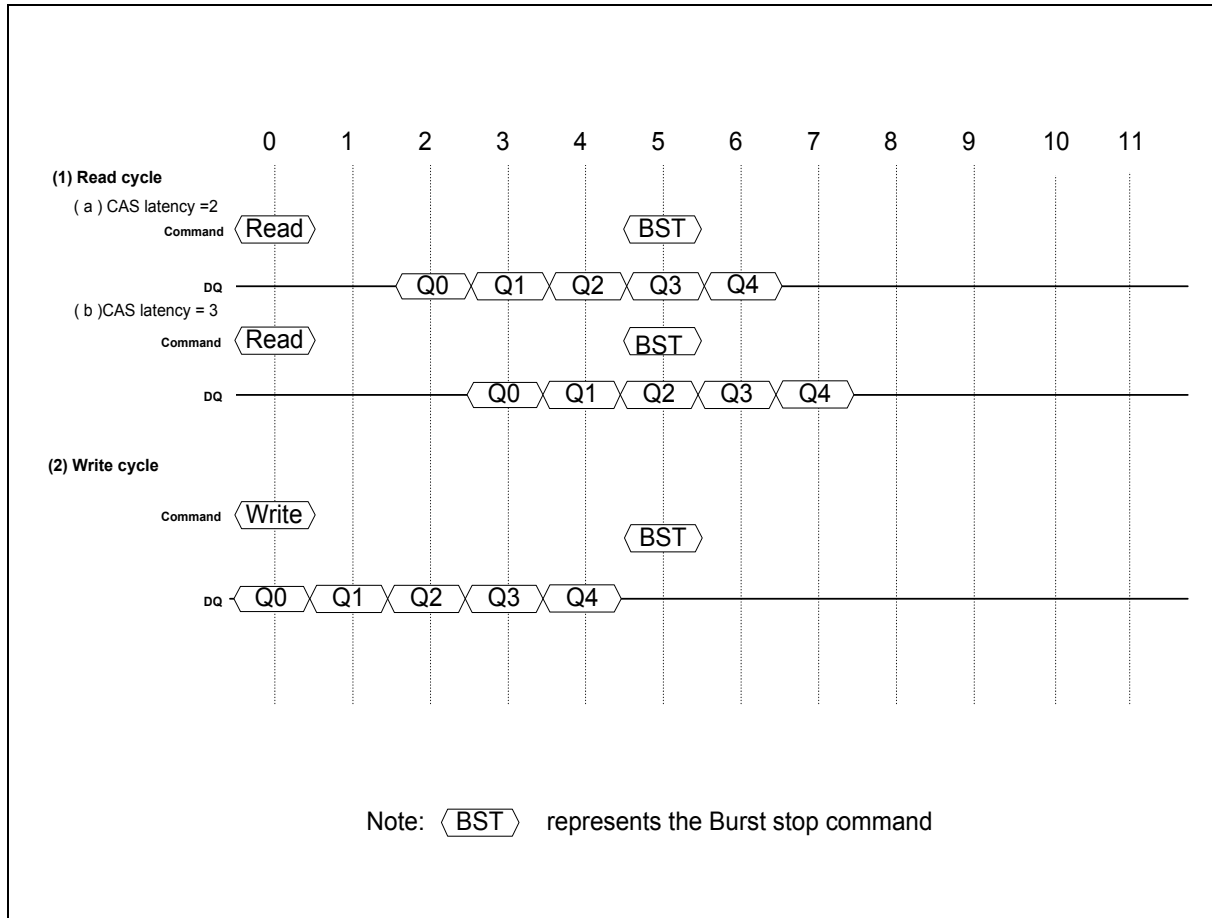 0 1 2 3 4 5 6 7 8 9 10 11
(1) Read cycle
( a ) CAS latency =2
Command Read BST
DQ Q0 Q1 Q2 Q3 Q4
( b )CAS latency = 3
Command Read BST
DQ Q0 Q1 Q2 Q3 Q4
(2) Write cycle
Command Write
BST
DQ Q0 Q1 Q2 Q3 Q4
Note: BST represents the Burst stop command